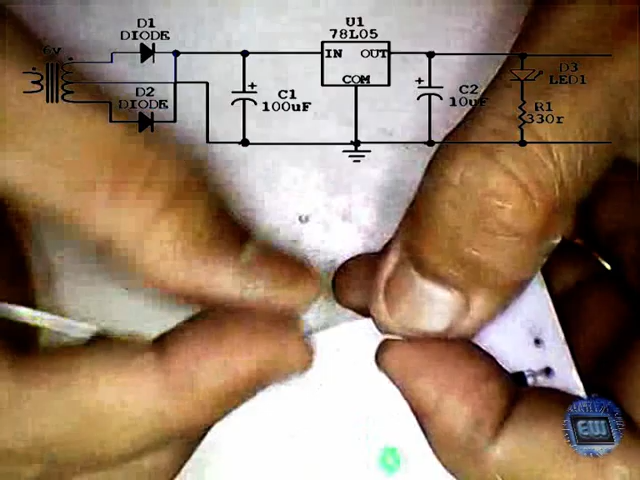 D1
DIODE
6v
D2
DIODE
C1
100uF
U1
78L05
IN OUT
COM
C2
10uF
D3
LED1
R1
330r
EW